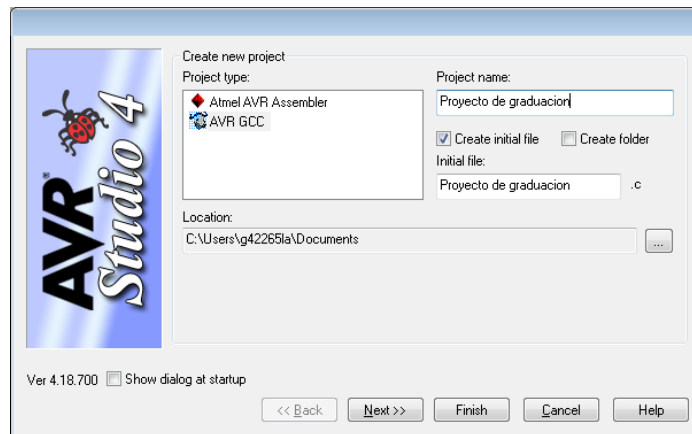 AVR Studio 4
Create new project
Project type:
Atmel AVR Assembler
AVR GCC
Project name:
Proyecto de graduacion
Create initial file
Create folder
Initial file:
Proyecto de graduacion .c
Location:
C:\Users\g42265la\Documents
...
Ver 4.18.700
Show dialog at startup
<< Back
Next >>
Finish
Cancel
Help